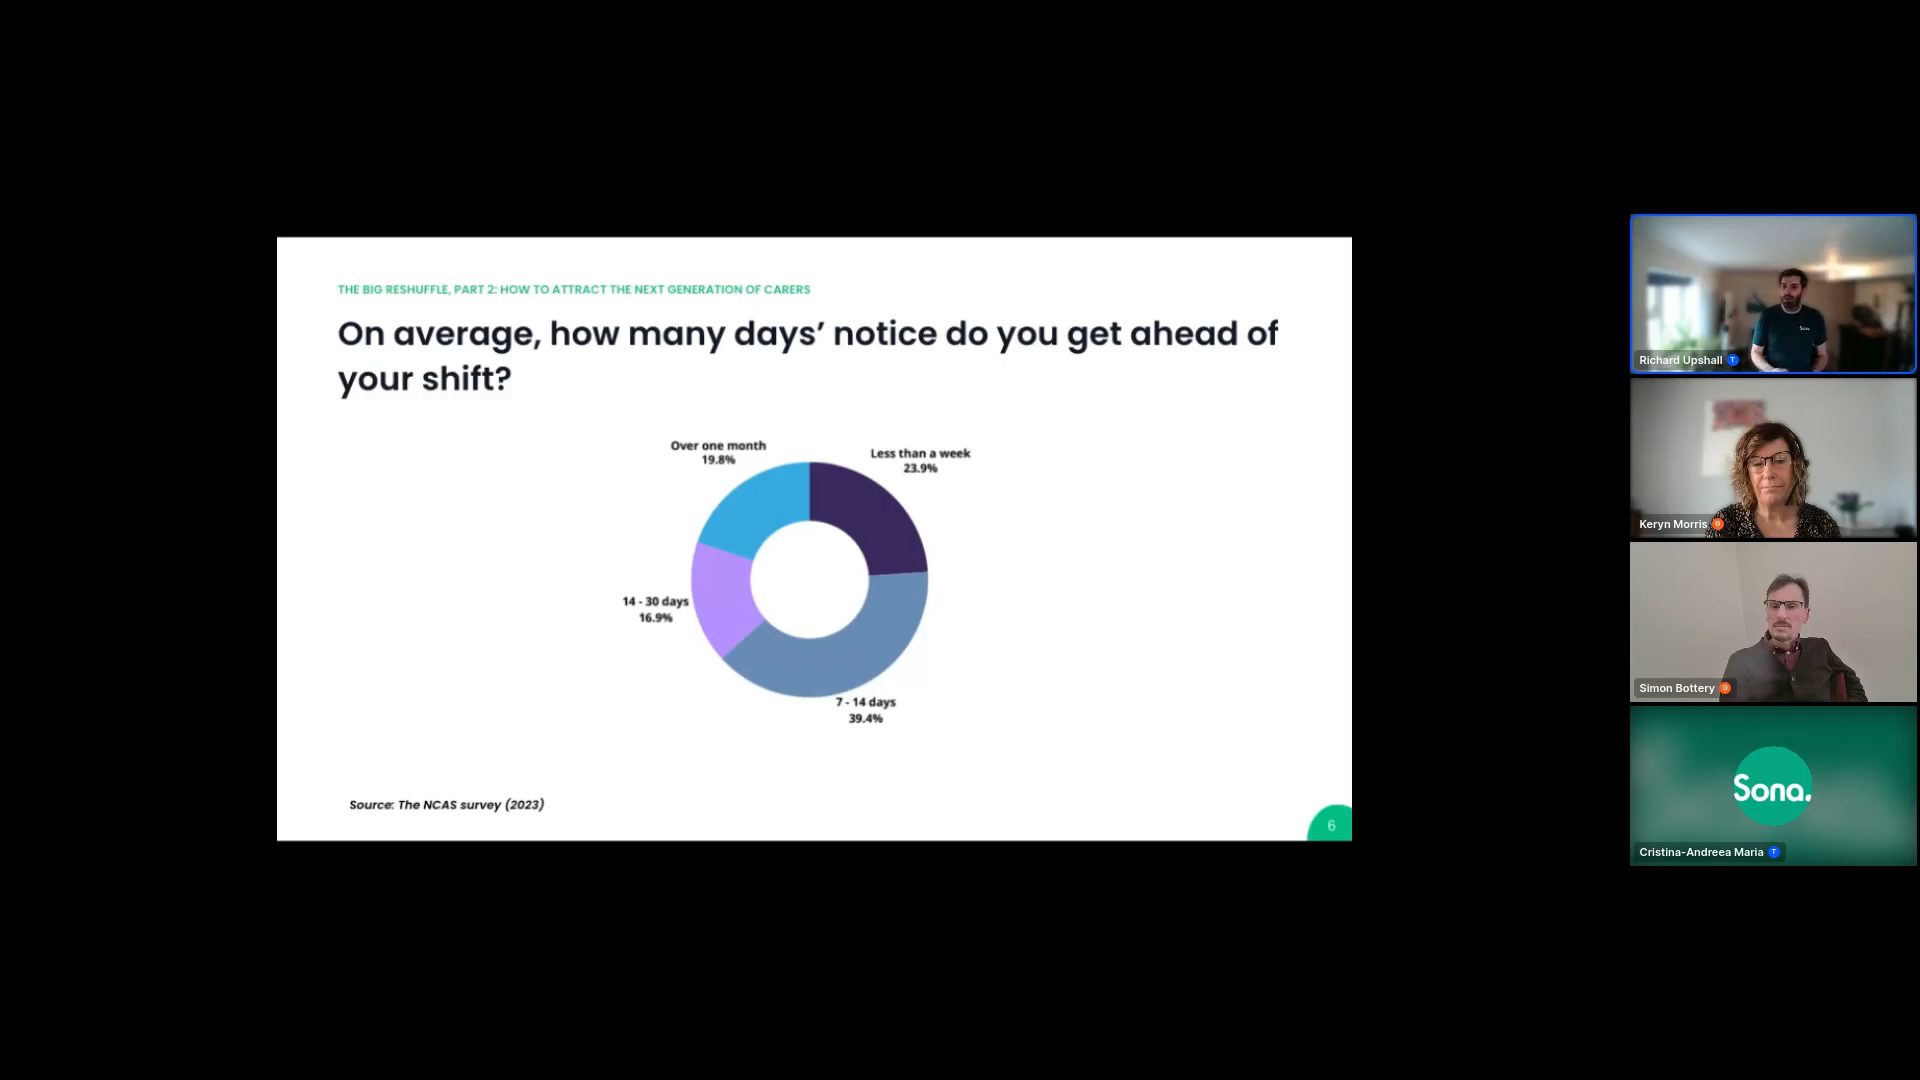 THE BIG RESHUFFLE, PART 2: HOW TO ATTRACT THE NEXT GENERATION OF CARERS
On average, how many days’ notice do you get ahead of
your shift?
Over one month
19.8%
Less than a week
23.9%
14 - 30 days
16.9%
7 - 14 days
39.4%
Source: The NCAS survey (2023)
6
Sona.
Richard Upshall T
Keryn Morris G
Simon Bottery G
Sona.
Cristina-Andreea Maria T